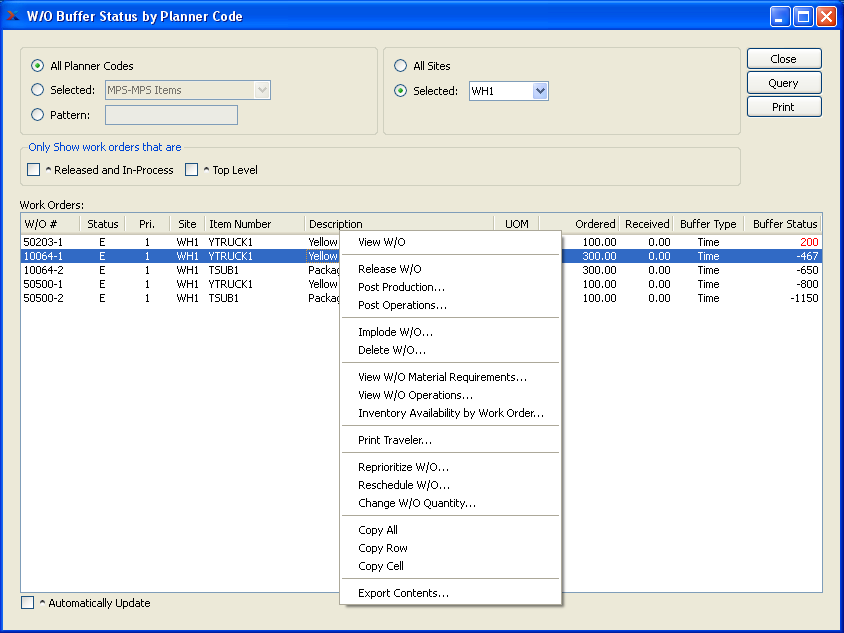 W/O Buffer Status by Planner Code
All Planner Codes
Selected: MPS-MPS Items
Pattern:
All Sites
Selected: WH1
Close
Query
Print
Only Show work orders that are
^ Released and In-Process ^ Top Level
Work Orders:
W/O # Status Pri. Site Item Number Description UOM Ordered Received Buffer Type Buffer Status
50203-1 E 1 WH1 YTRUCK1 Yellow 100.00 0.00 Time 200
10064-1 E 1 WH1 YTRUCK1 Yellow 300.00 0.00 Time -467
10064-2 E 1 WH1 TSUB1 Packag 300.00 0.00 Time -650
50500-1 E 1 WH1 YTRUCK1 Yellow 100.00 0.00 Time -800
50500-2 E 1 WH1 TSUB1 Packag 100.00 0.00 Time -1150
View W/O
Release W/O
Post Production...
Post Operations...
Implode W/O...
Delete W/O...
View W/O Material Requirements...
View W/O Operations...
Inventory Availability by Work Order...
Print Traveler...
Reprioritize W/O...
Reschedule W/O...
Change W/O Quantity...
Copy All
Copy Row
Copy Cell
Export Contents...
^ Automatically Update